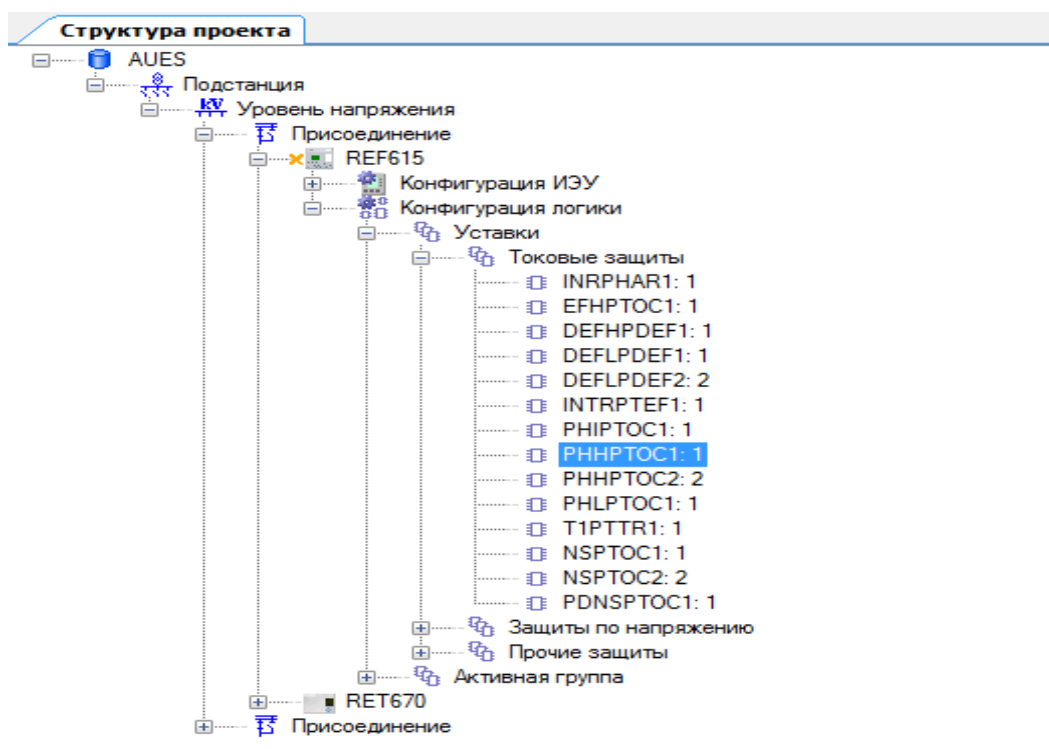 Структура проекта
AUES
Подстанция
kV Уровень напряжения
Присоединение
REF615
Конфигурация ИЭУ
Конфигурация логики
Уставки
Токовые защиты
INRPHAR1: 1
EFHPTOC1: 1
DEFHPDEF1: 1
DEFLPDEF1: 1
DEFLPDEF2: 2
INTRPTEF1: 1
PHIPTOC1: 1
PHHPTOC1: 1
PHHPTOC2: 2
PHLPTOC1: 1
T1PTTR1: 1
NSPTOC1: 1
NSPTOC2: 2
PDNSPTOC1: 1
Защиты по напряжению
Прочие защиты
Активная группа
RET670
Присоединение